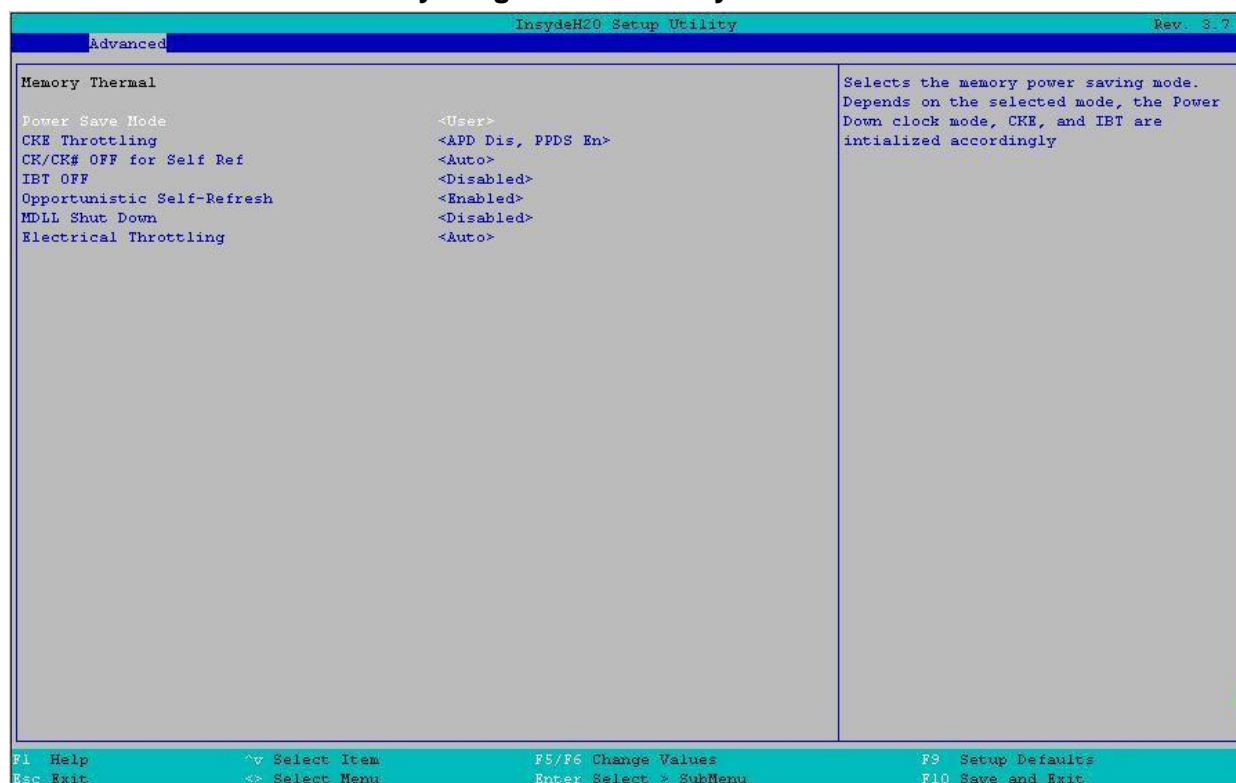 InsydeH20 Setup Utility Rev. 3.7
Advanced
Memory Thermal
Power Save Mode <User>
CKE Throttling <APD Dis, PPDS En>
CK/CK# OFF for Self Ref <Auto>
IBT OFF <Disabled>
Opportunistic Self-Refresh <Enabled>
MDLL Shut Down <Disabled>
Electrical Throttling <Auto>
Selects the memory power saving mode.
Depends on the selected mode, the Power
Down clock mode, CKE, and IBT are
intialized accordingly
F1 Help ^v Select Item F5/F6 Change Values F9 Setup Defaults
Esc Exit <> Select Menu Enter Select > SubMenu F10 Save and Exit